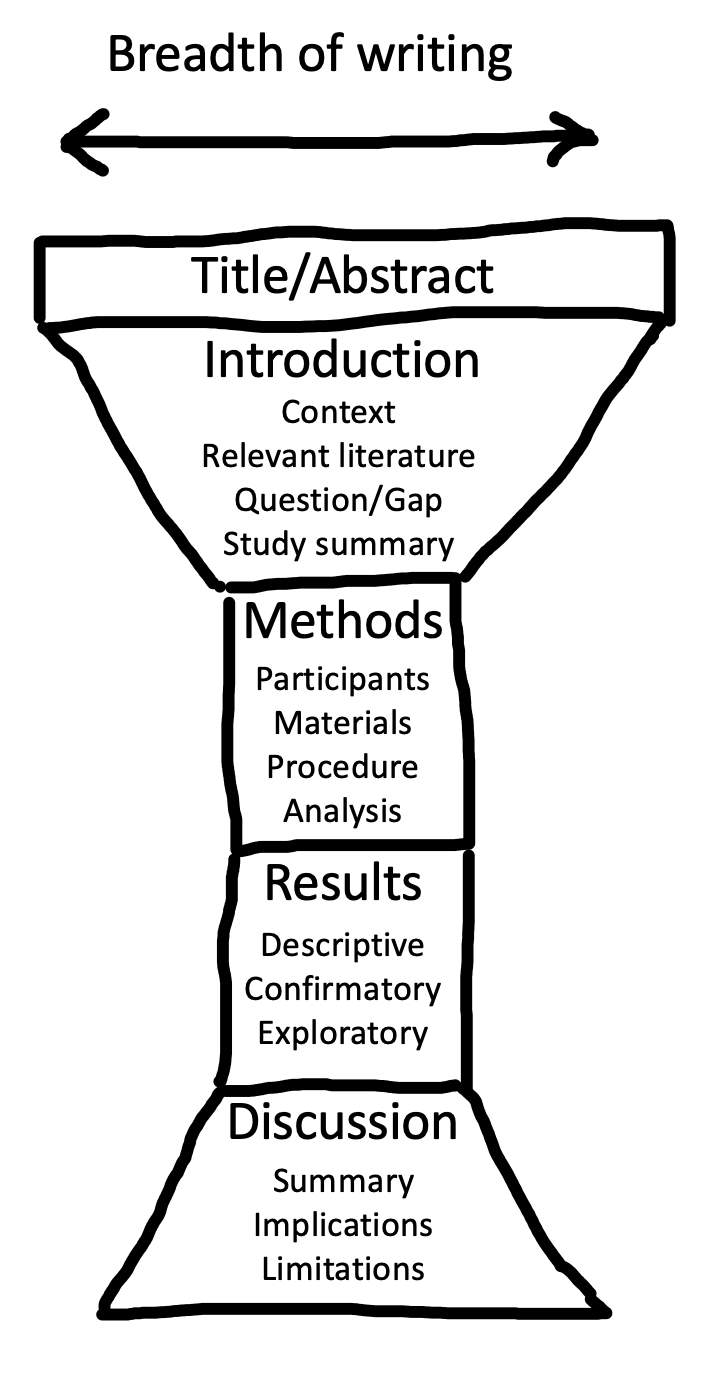 Breadth of writing
Title/Abstract
Introduction
Context
Relevant literature
Question/Gap
Study summary
Methods
Participants
Materials
Procedure
Analysis
Results
Descriptive
Confirmatory
Exploratory
Discussion
Summary
Implications
Limitations